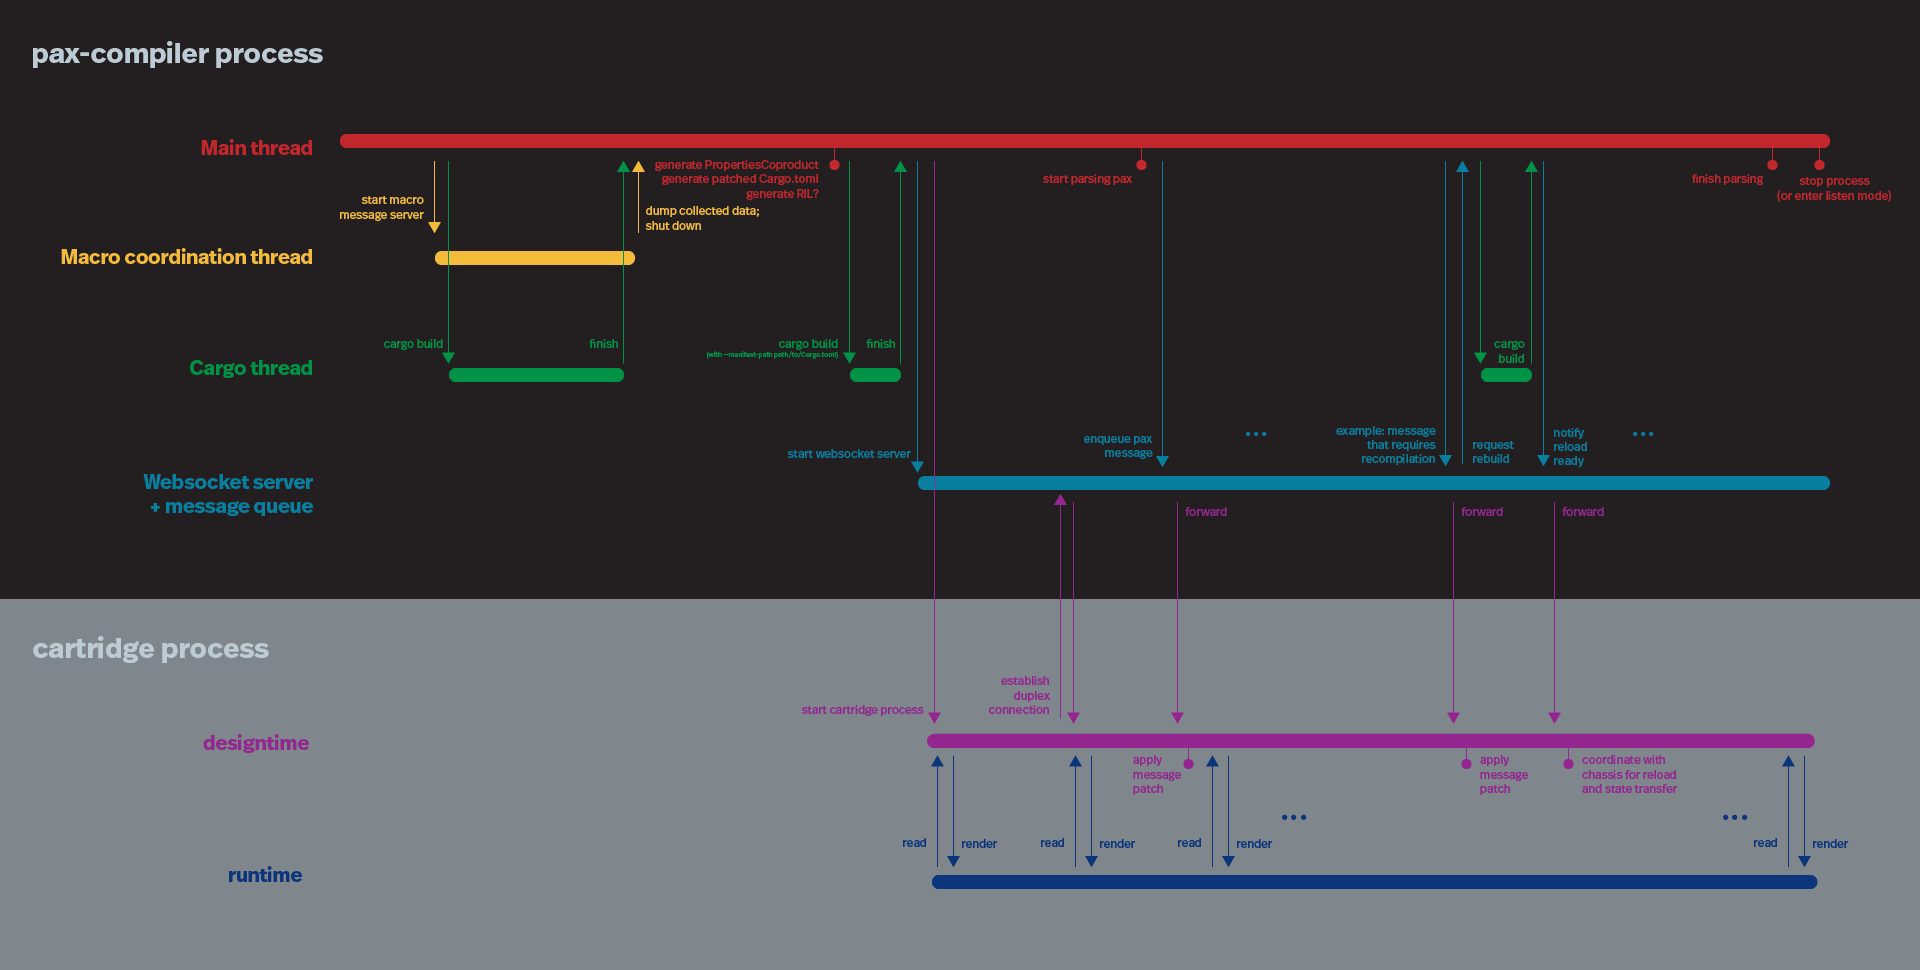 pax-compiler process
Main thread
generate PropertiesCoproduct
generate patched Cargo.toml
generate RIL?
start parsing pax
finish parsing
stop process
(or enter listen mode)
start macro
message server
dump collected data;
shut down
Macro coordination thread
cargo build
finish
cargo build
(with --manifest-path path/to/Cargo.toml)
finish
cargo
build
Cargo thread
start websocket server
enqueue pax
message
example: message
that requires
recompilation
request
rebuild
notify
reload
ready
Websocket server
+ message queue
forward
forward
forward
cartridge process
start cartridge process
establish
duplex
connection
designtime
apply
message
patch
apply
message
patch
coordinate with
chassis for reload
and state transfer
read
render
read
render
read
render
read
render
runtime